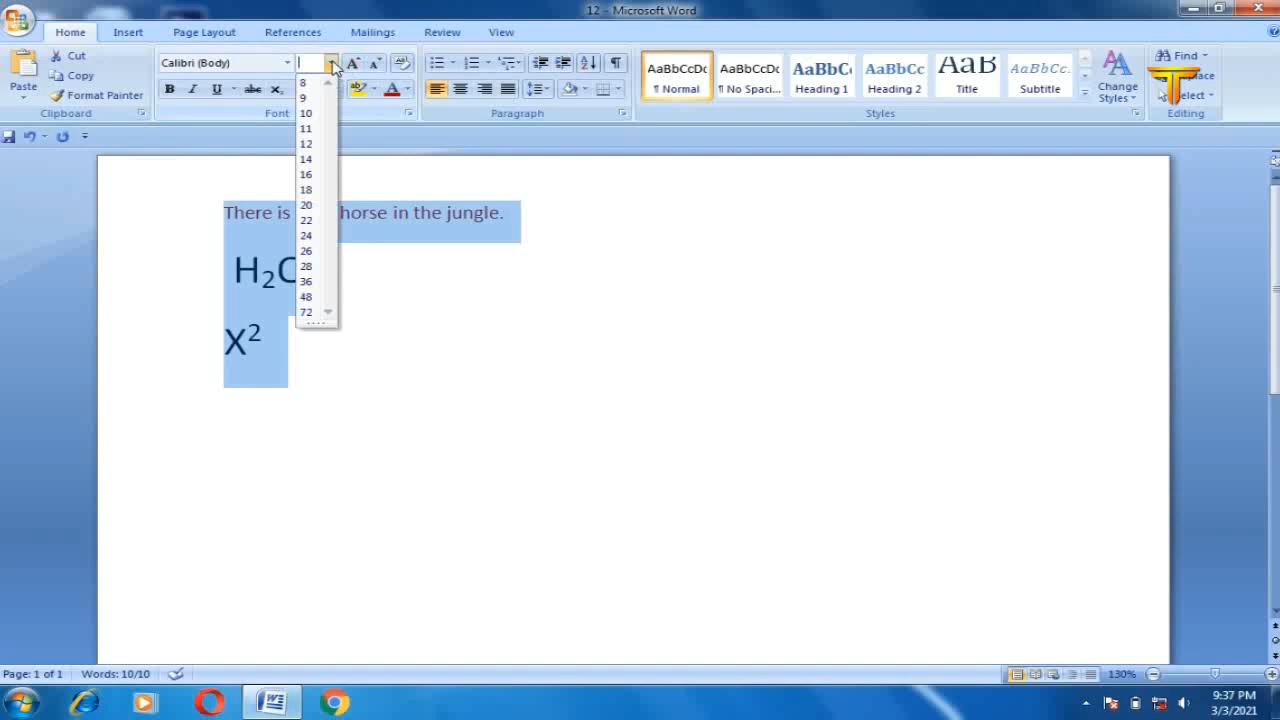 12 - Microsoft Word
Home Insert Page Layout References Mailings Review View
Paste
Cut
Copy
Format Painter
Clipboard
Calibri (Body)
B I U abc x₂
Font
8
9
10
11
12
14
16
18
20
22
24
26
28
36
48
72
Paragraph
AaBbCcDc AaBbCcDc AaBbCc AaBbCc AaB AaBbCc.
¶ Normal ¶ No Spaci... Heading 1 Heading 2 Title Subtitle
Change
Styles
Styles
Find
Editing
There is horse in the jungle.
H₂
X²
Page: 1 of 1 Words: 10/10 130%
9:37 PM
3/3/2021